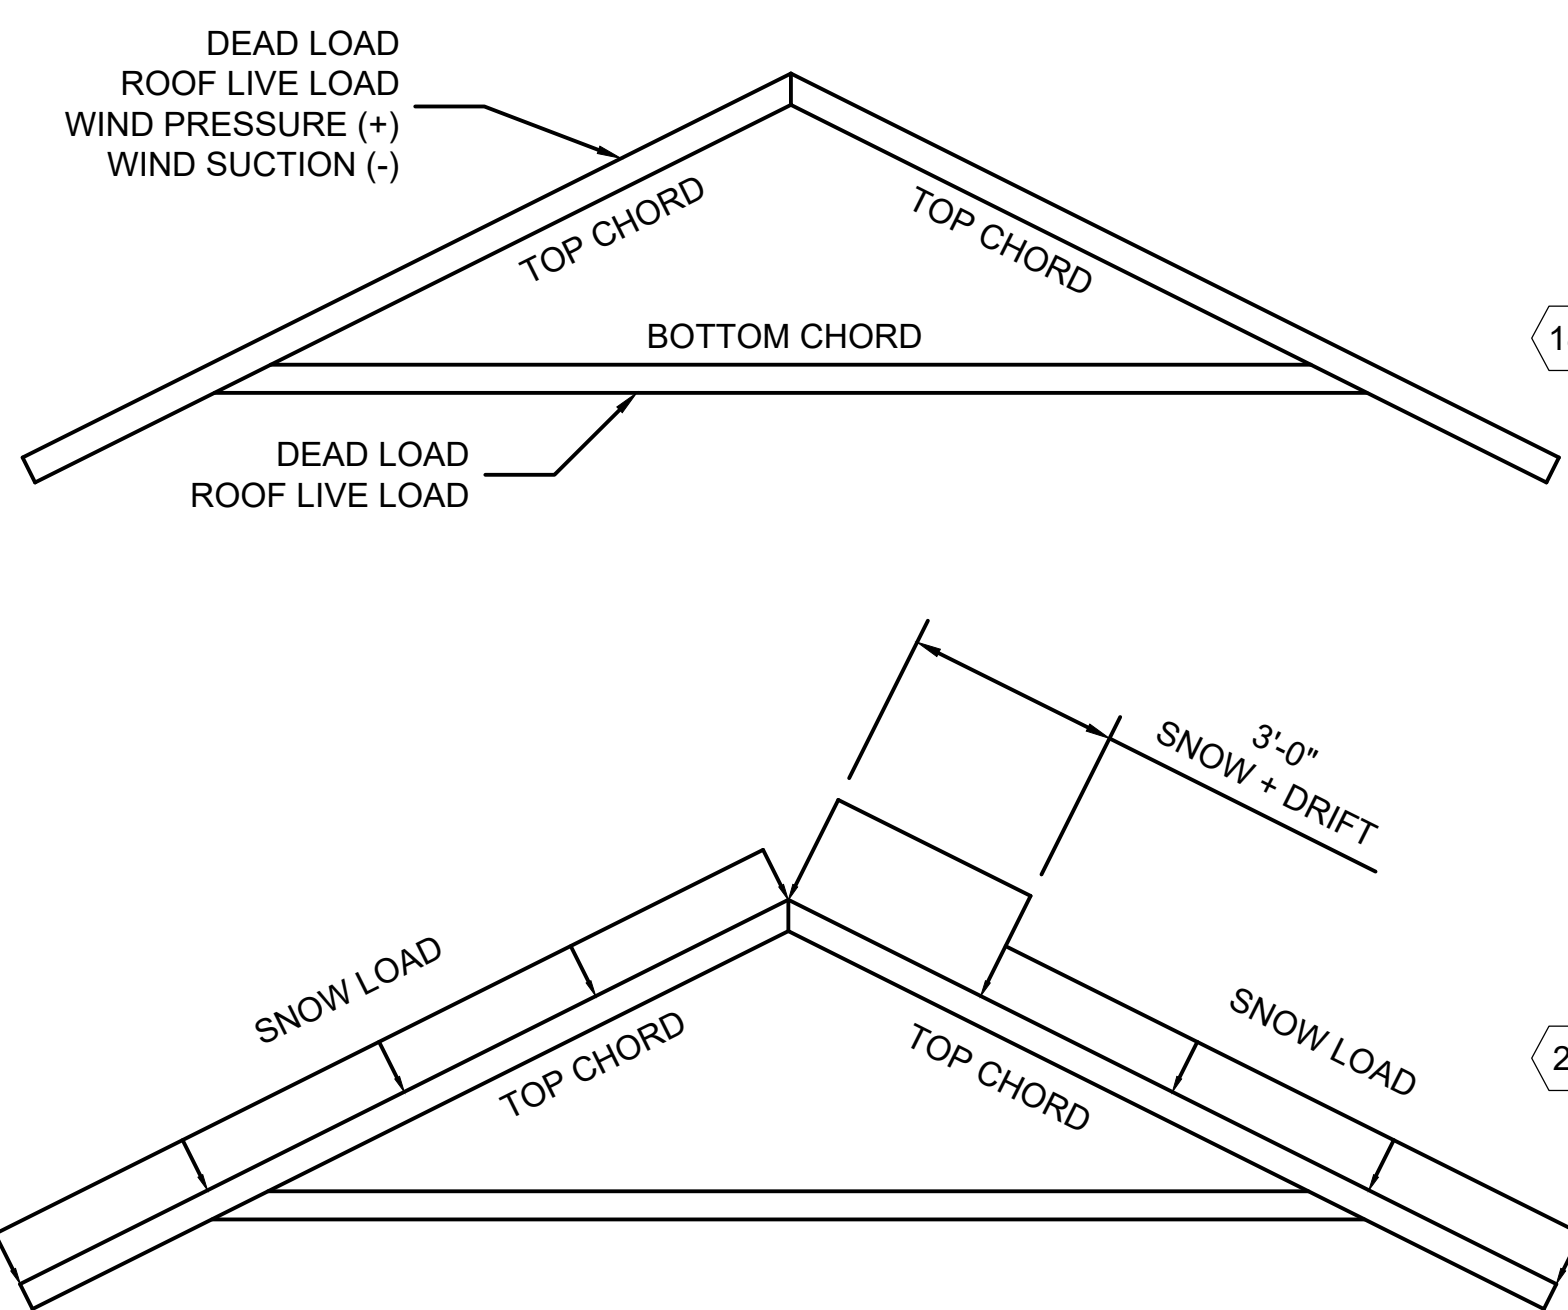 DEAD LOAD
ROOF LIVE LOAD
WIND PRESSURE (+)
WIND SUCTION (-)
TOP CHORD
TOP CHORD
BOTTOM CHORD
1
DEAD LOAD
ROOF LIVE LOAD
3'-0"
SNOW + DRIFT
SNOW LOAD
SNOW LOAD
TOP CHORD
TOP CHORD
2